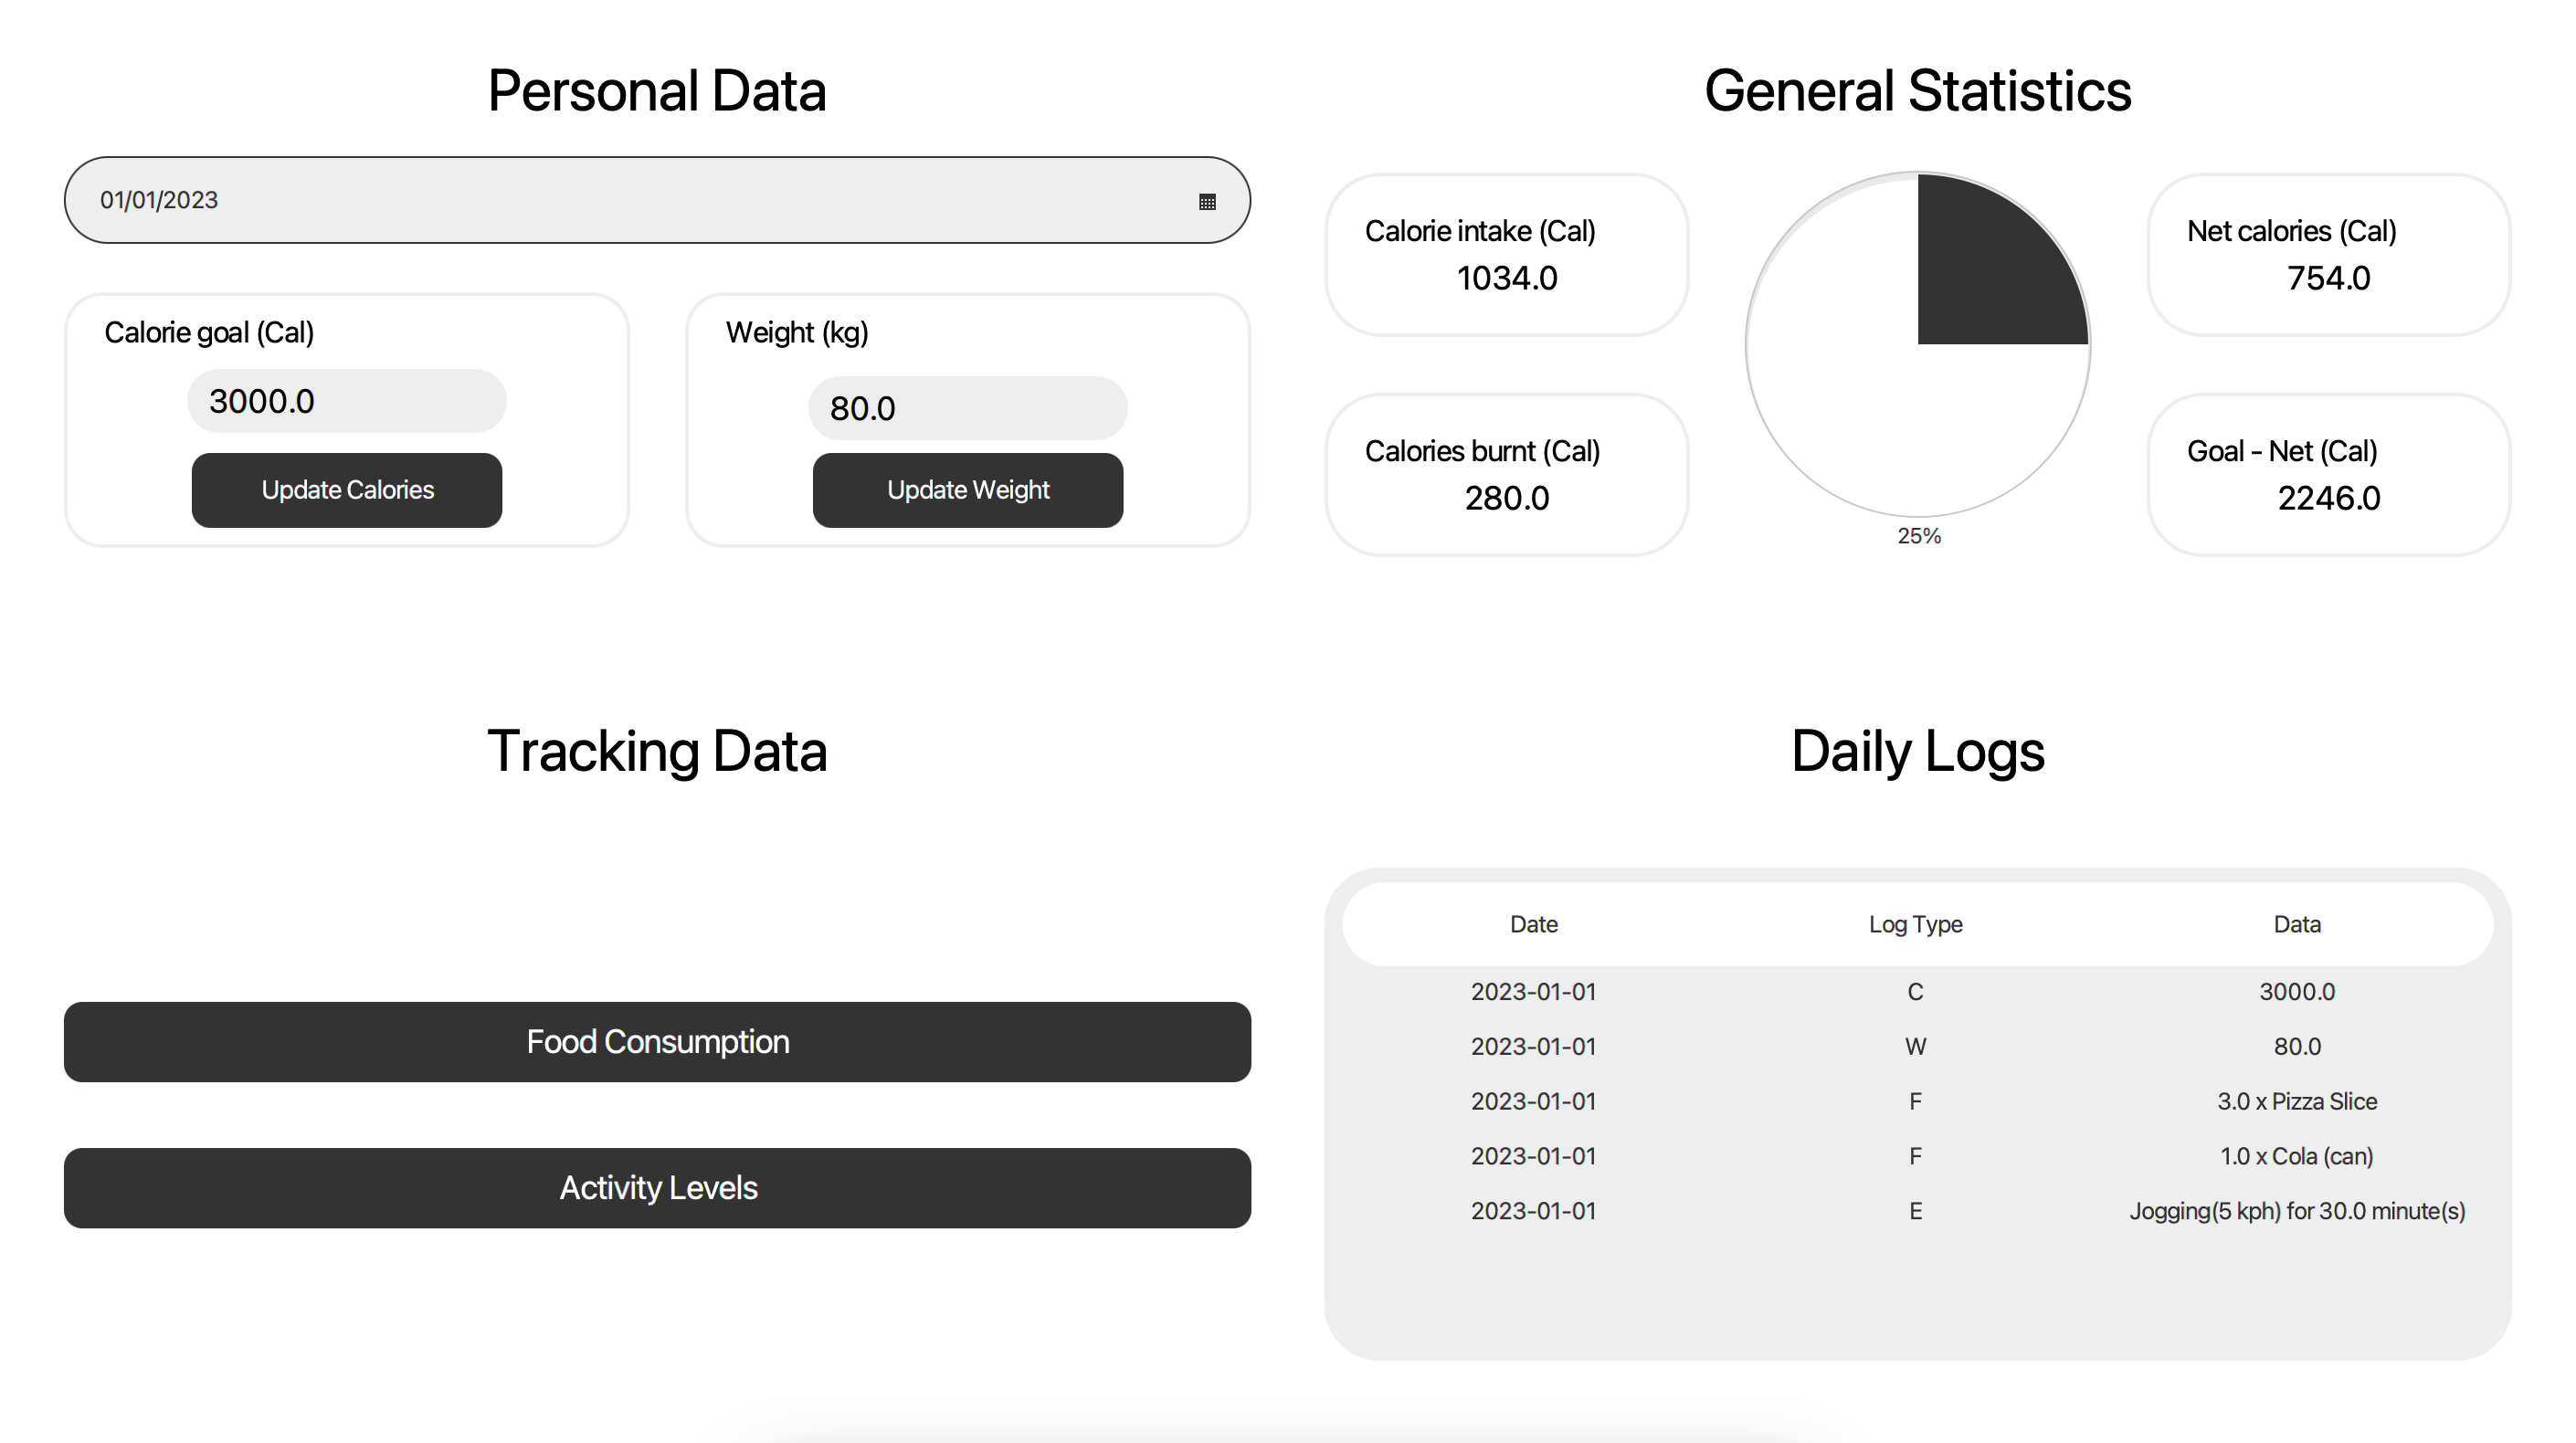 Personal Data
01/01/2023
Calorie goal (Cal)
3000.0
Update Calories
Weight (kg)
80.0
Update Weight
General Statistics
Calorie intake (Cal)
1034.0
Calories burnt (Cal)
280.0
25%
Net calories (Cal)
754.0
Goal - Net (Cal)
2246.0
Tracking Data
Food Consumption
Activity Levels
Daily Logs
Date Log Type Data
2023-01-01 C 3000.0
2023-01-01 W 80.0
2023-01-01 F 3.0 x Pizza Slice
2023-01-01 F 1.0 x Cola (can)
2023-01-01 E Jogging(5 kph) for 30.0 minute(s)